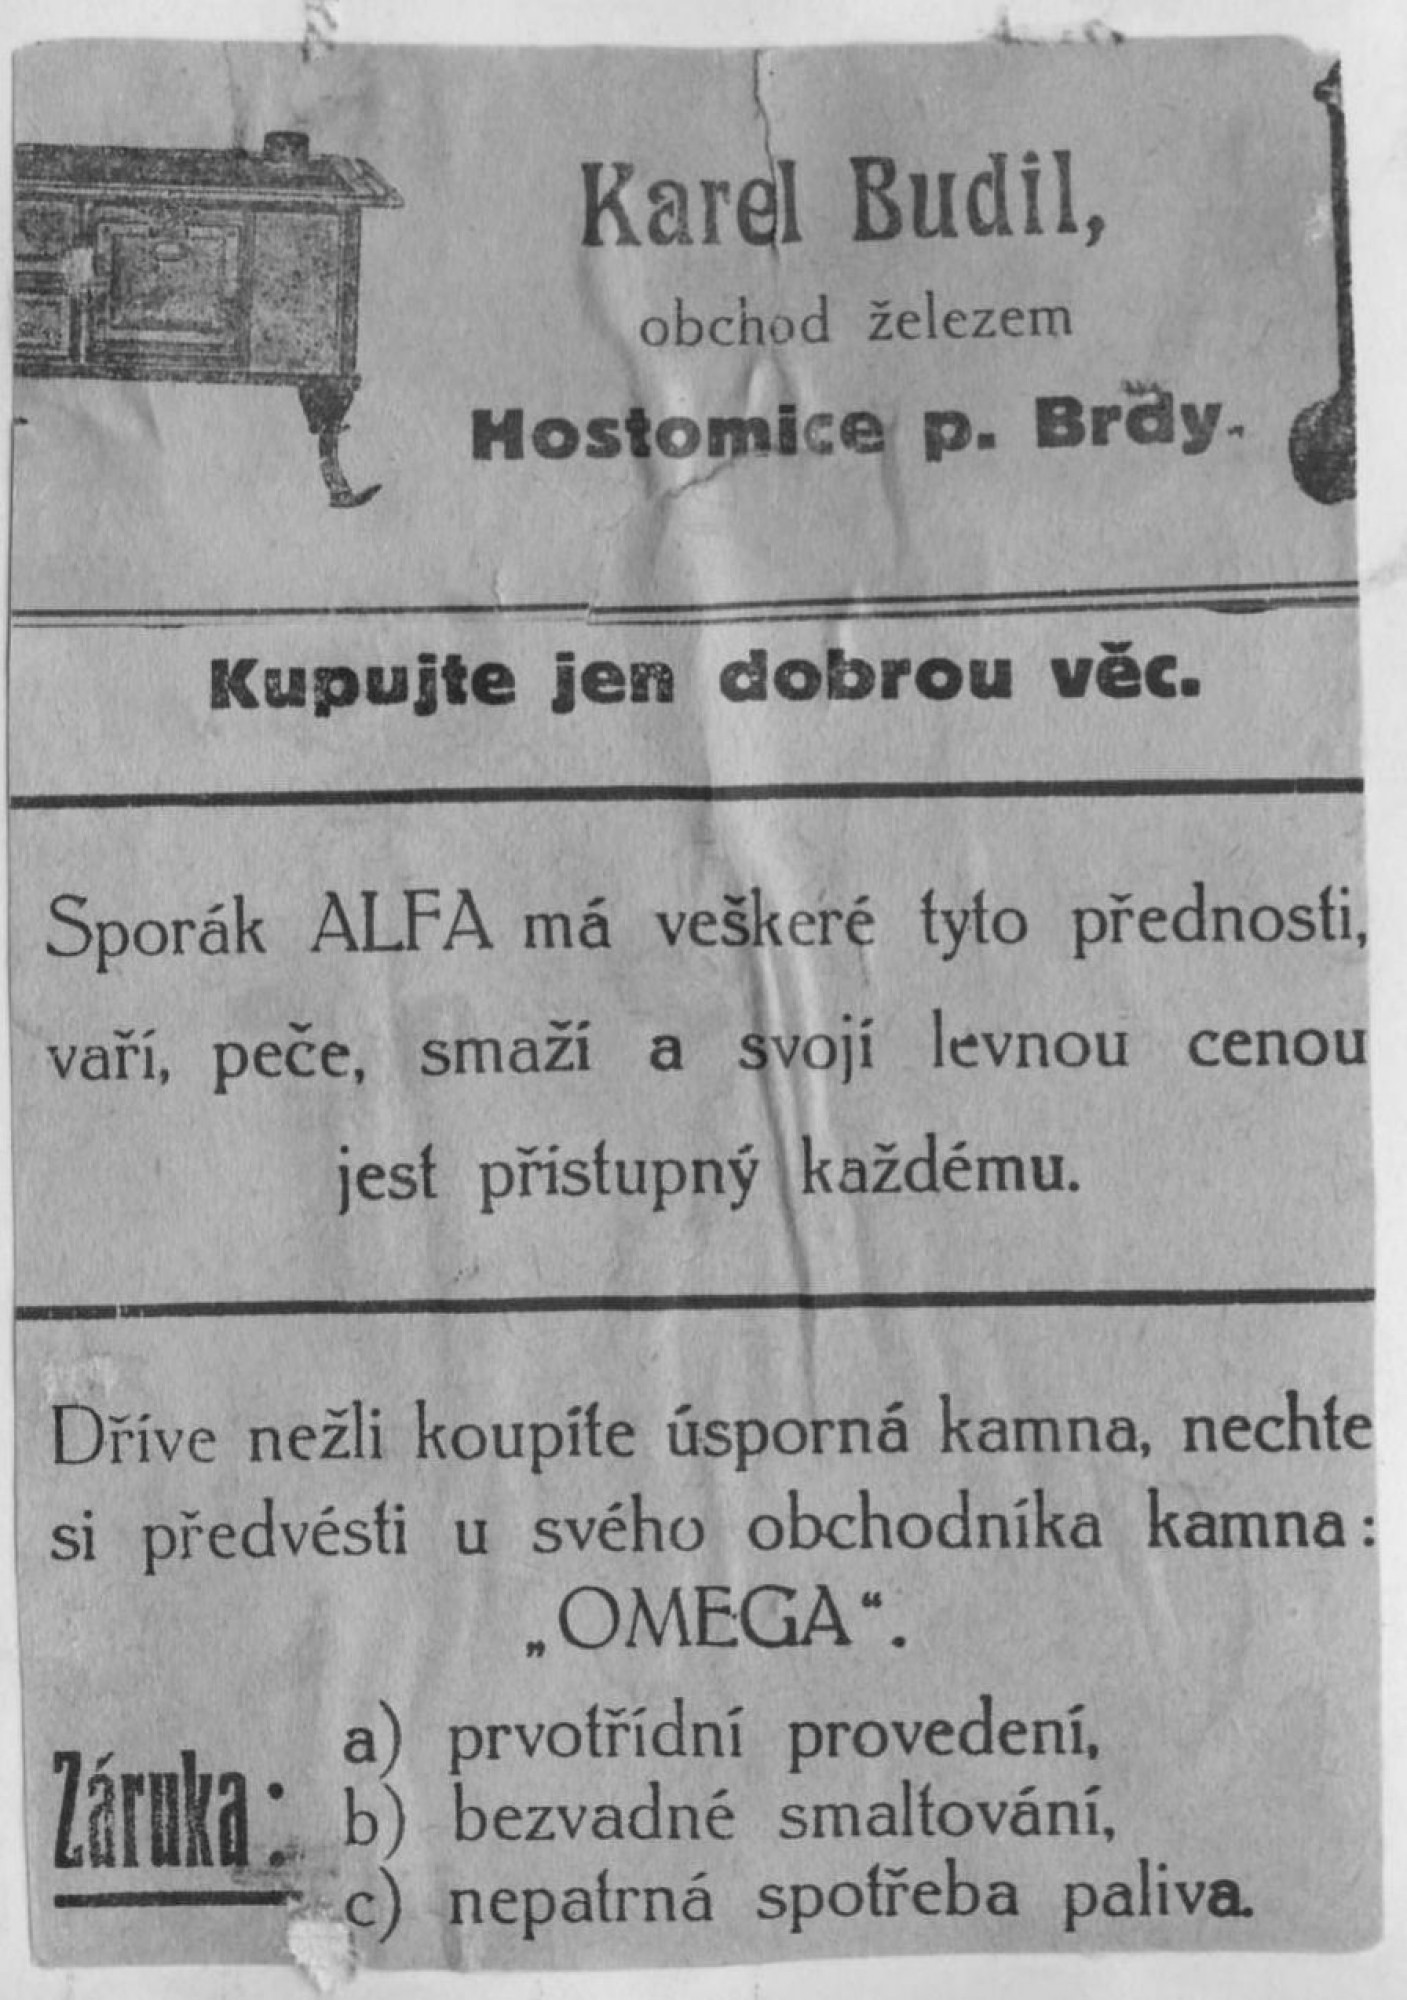 Karel Budil,
obchod železem
Hostomice p. Brdy.
Kupujte jen dobrou věc.
Sporák ALFA má veškeré tyto přednosti,
vaří, peče, smaží a svojí levnou cenou
jest přístupný každému.
Dříve nežli koupíte úsporná kamna, nechte
si předvésti u svého obchodníka kamna:
„OMEGA“.
Záruka:
a) prvotřídní provedení,
b) bezvadné smaltování,
c) nepatrná spotřeba paliva.